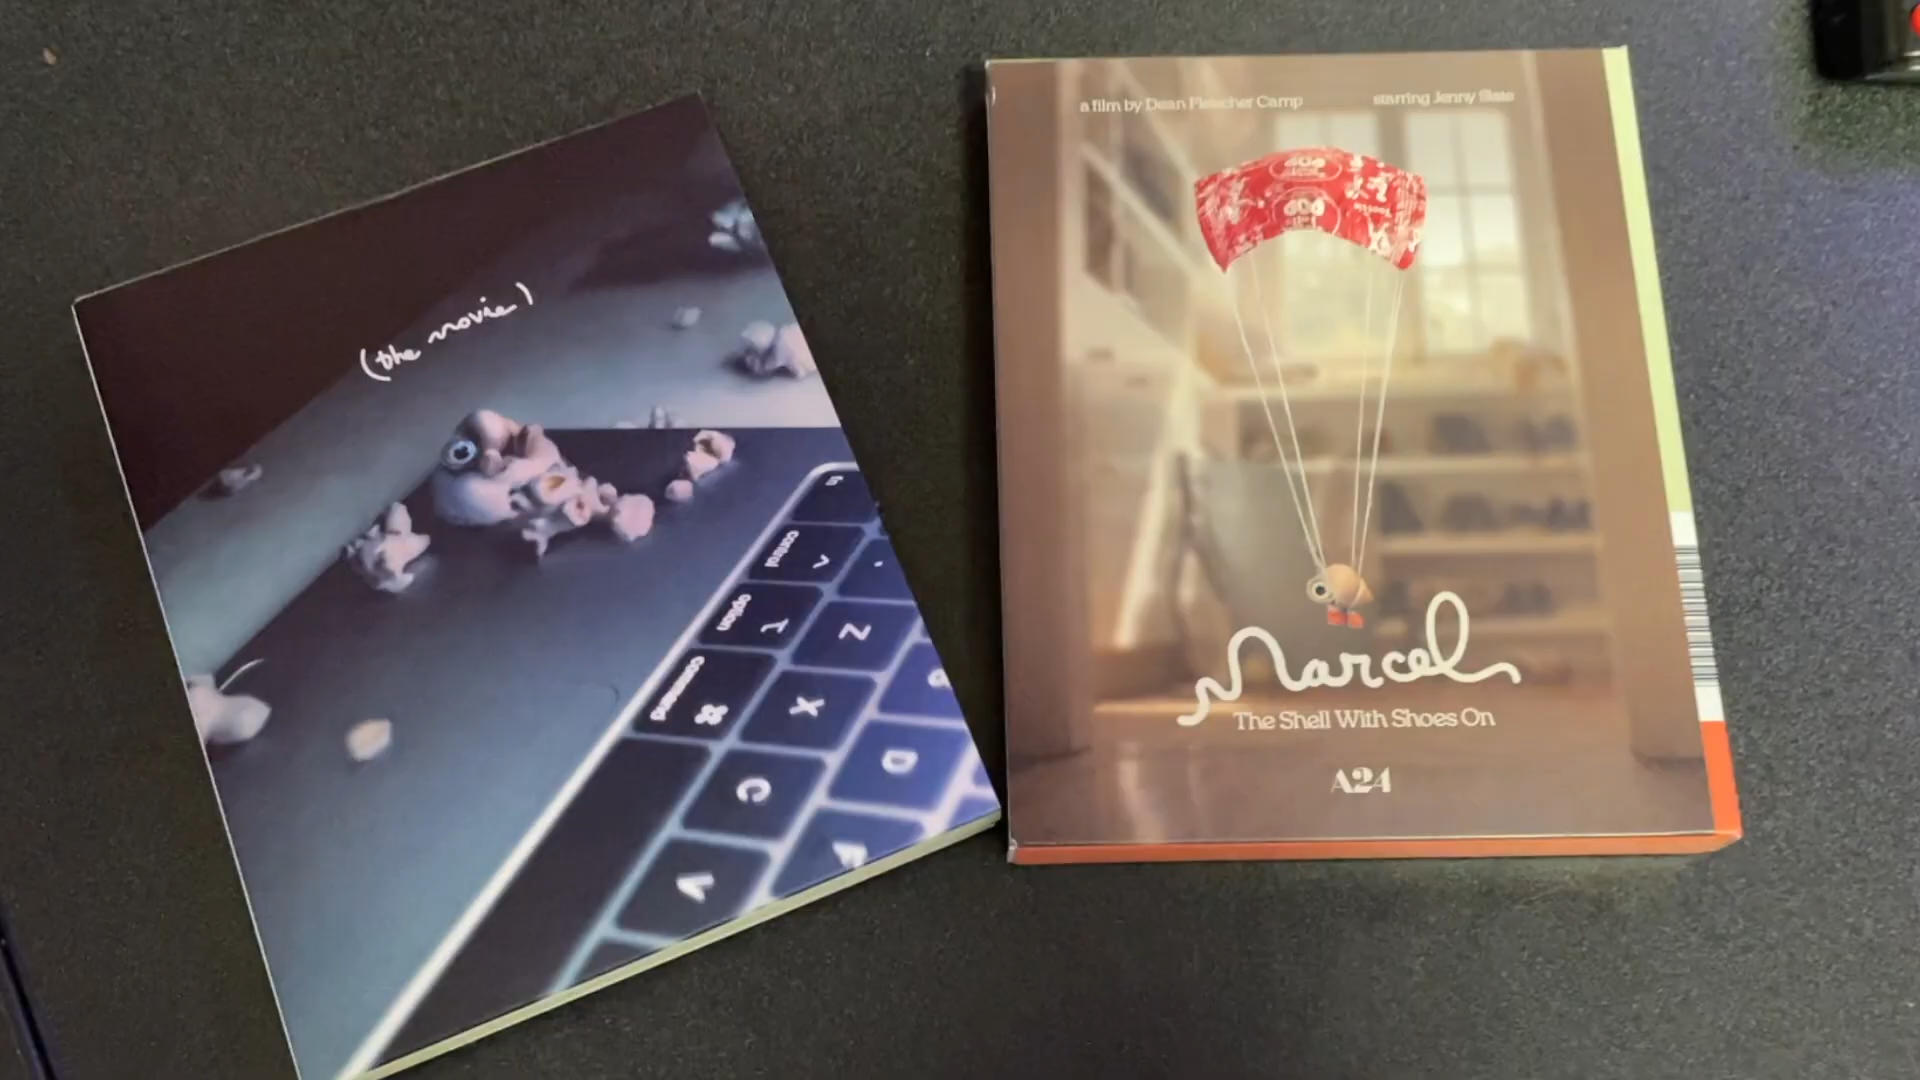 (the movie)
fn
control
option
command
Z
X
C
D
V
F
a film by Dean Fleischer Camp
starring Jenny Slate
Marcel
The Shell With Shoes On
A24